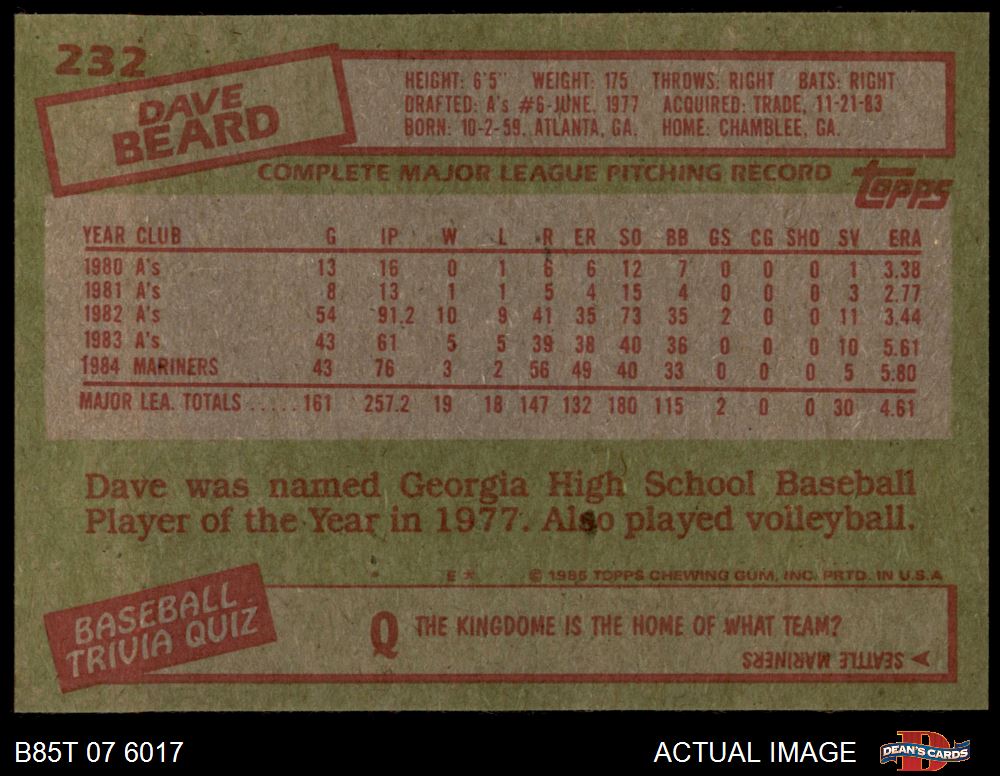 232
DAVE
BEARD
HEIGHT: 6'5" WEIGHT: 175 THROWS: RIGHT BATS: RIGHT
DRAFTED: A's #6-JUNE, 1977 ACQUIRED: TRADE, 11-21-83
BORN: 10-2-59, ATLANTA, GA. HOME: CHAMBLEE, GA.
COMPLETE MAJOR LEAGUE PITCHING RECORD
topps
YEAR CLUB G IP W L R ER SO BB GS CG SHO SV ERA
1980 A's 13 16 0 1 6 6 12 7 0 0 0 1 3.38
1981 A's 8 13 1 1 5 4 15 4 0 0 0 3 2.77
1982 A's 54 91.2 10 9 41 35 73 35 2 0 0 11 3.44
1983 A's 43 61 5 5 39 38 40 36 0 0 0 10 5.61
1984 MARINERS 43 76 3 2 56 49 40 33 0 0 0 5 5.80
MAJOR LEA. TOTALS ..... 161 257.2 19 18 147 132 180 115 2 0 0 30 4.61
Dave was named Georgia High School Baseball
Player of the Year in 1977. Also played volleyball.
E* © 1985 TOPPS CHEWING GUM, INC. PRTD. IN U.S.A
BASEBALL
TRIVIA QUIZ
Q THE KINGDOME IS THE HOME OF WHAT TEAM?
SEATTLE MARINERS
B85T 07 6017
ACTUAL IMAGE
D
DEAN'S CARDS